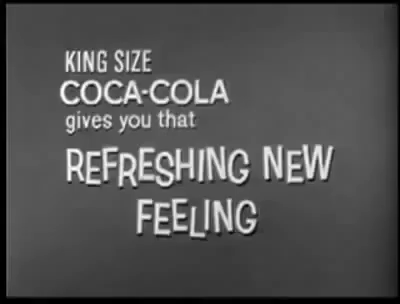 KING SIZE
COCA-COLA
gives you that
REFRESHING NEW
FEELING